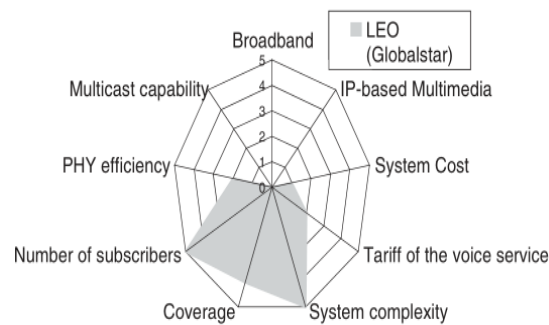 LEO
(Globalstar)
Broadband
5
4
3
2
1
0
IP-based Multimedia
System Cost
Tariff of the voice service
System complexity
Coverage
Number of subscribers
PHY efficiency
Multicast capability